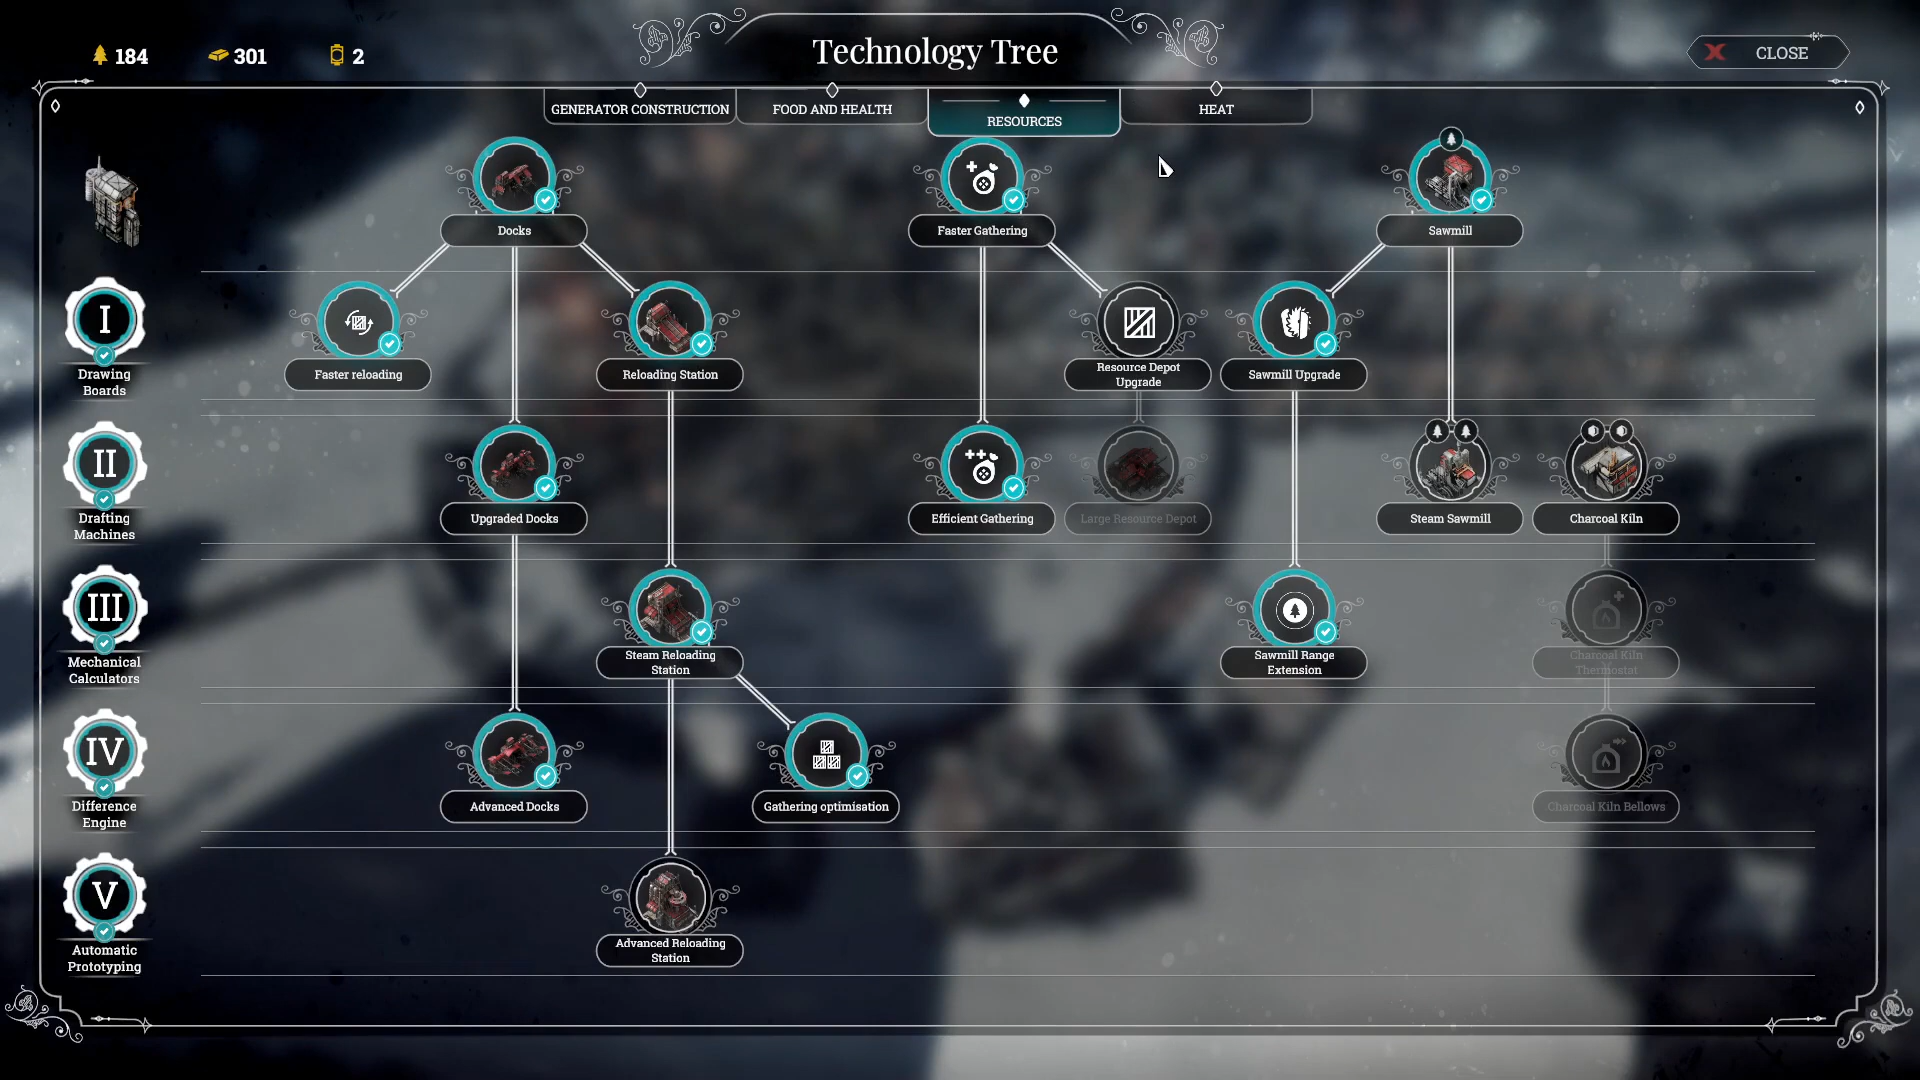 184
301
2
Technology Tree
CLOSE
GENERATOR CONSTRUCTION
FOOD AND HEALTH
RESOURCES
HEAT
Docks
Faster Gathering
Sawmill
I
Drawing
Boards
Faster reloading
Reloading Station
Resource Depot
Upgrade
Sawmill Upgrade
II
Drafting
Machines
Upgraded Docks
Efficient Gathering
Large Resource Depot
Steam Sawmill
Charcoal Kiln
III
Mechanical
Calculators
Steam Reloading
Station
Sawmill Range
Extension
Charcoal Kiln
Thermostat
IV
Difference
Engine
Advanced Docks
Gathering optimisation
Charcoal Kiln Bellows
V
Automatic
Prototyping
Advanced Reloading
Station